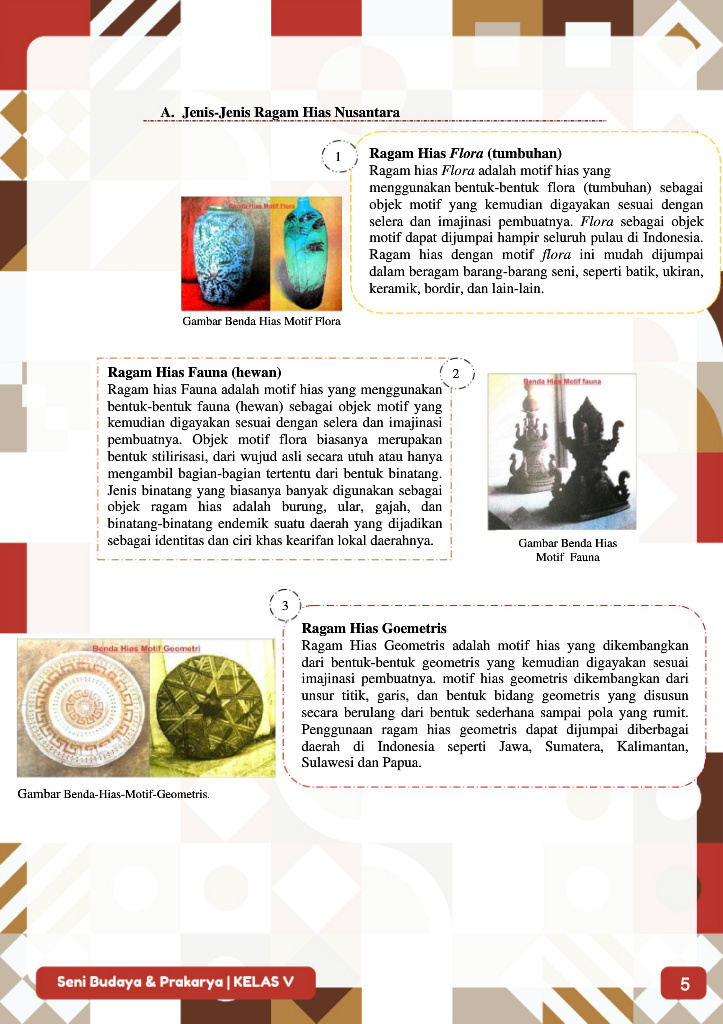 A. Jenis-Jenis Ragam Hias Nusantara
1
Ragam Hias Flora (tumbuhan)
Ragam hias Flora adalah motif hias yang
menggunakan bentuk-bentuk flora (tumbuhan) sebagai
objek motif yang kemudian digayakan sesuai dengan
selera dan imajinasi pembuatnya. Flora sebagai objek
motif dapat dijumpai hampir seluruh pulau di Indonesia.
Ragam hias dengan motif flora ini mudah dijumpai
dalam beragam barang-barang seni, seperti batik, ukiran,
keramik, bordir, dan lain-lain.
Benda Hias Motif Flora
Gambar Benda Hias Motif Flora
2
Ragam Hias Fauna (hewan)
Ragam hias Fauna adalah motif hias yang menggunakan
bentuk-bentuk fauna (hewan) sebagai objek motif yang
kemudian digayakan sesuai dengan selera dan imajinasi
pembuatnya. Objek motif flora biasanya merupakan
bentuk stilirisasi, dari wujud asli secara utuh atau hanya
mengambil bagian-bagian tertentu dari bentuk binatang.
Jenis binatang yang biasanya banyak digunakan sebagai
objek ragam hias adalah burung, ular, gajah, dan
binatang-binatang endemik suatu daerah yang dijadikan
sebagai identitas dan ciri khas kearifan lokal daerahnya.
Benda Hias Motif fauna
Gambar Benda Hias
Motif Fauna
3
Ragam Hias Goemetris
Ragam Hias Geometris adalah motif hias yang dikembangkan
dari bentuk-bentuk geometris yang kemudian digayakan sesuai
imajinasi pembuatnya. motif hias geometris dikembangkan dari
unsur titik, garis, dan bentuk bidang geometris yang disusun
secara berulang dari bentuk sederhana sampai pola yang rumit.
Penggunaan ragam hias geometris dapat dijumpai diberbagai
daerah di Indonesia seperti Jawa, Sumatera, Kalimantan,
Sulawesi dan Papua.
Benda Hias Motif Geometri
Gambar Benda-Hias-Motif-Geometris.
Seni Budaya & Prakarya | KELAS V
5